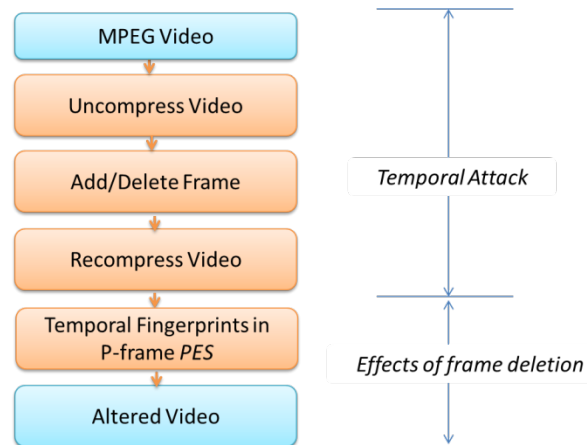 MPEG Video
Uncompress Video
Add/Delete Frame
Temporal Attack
Recompress Video
Temporal Fingerprints in
P-frame PES
Effects of frame deletion
Altered Video